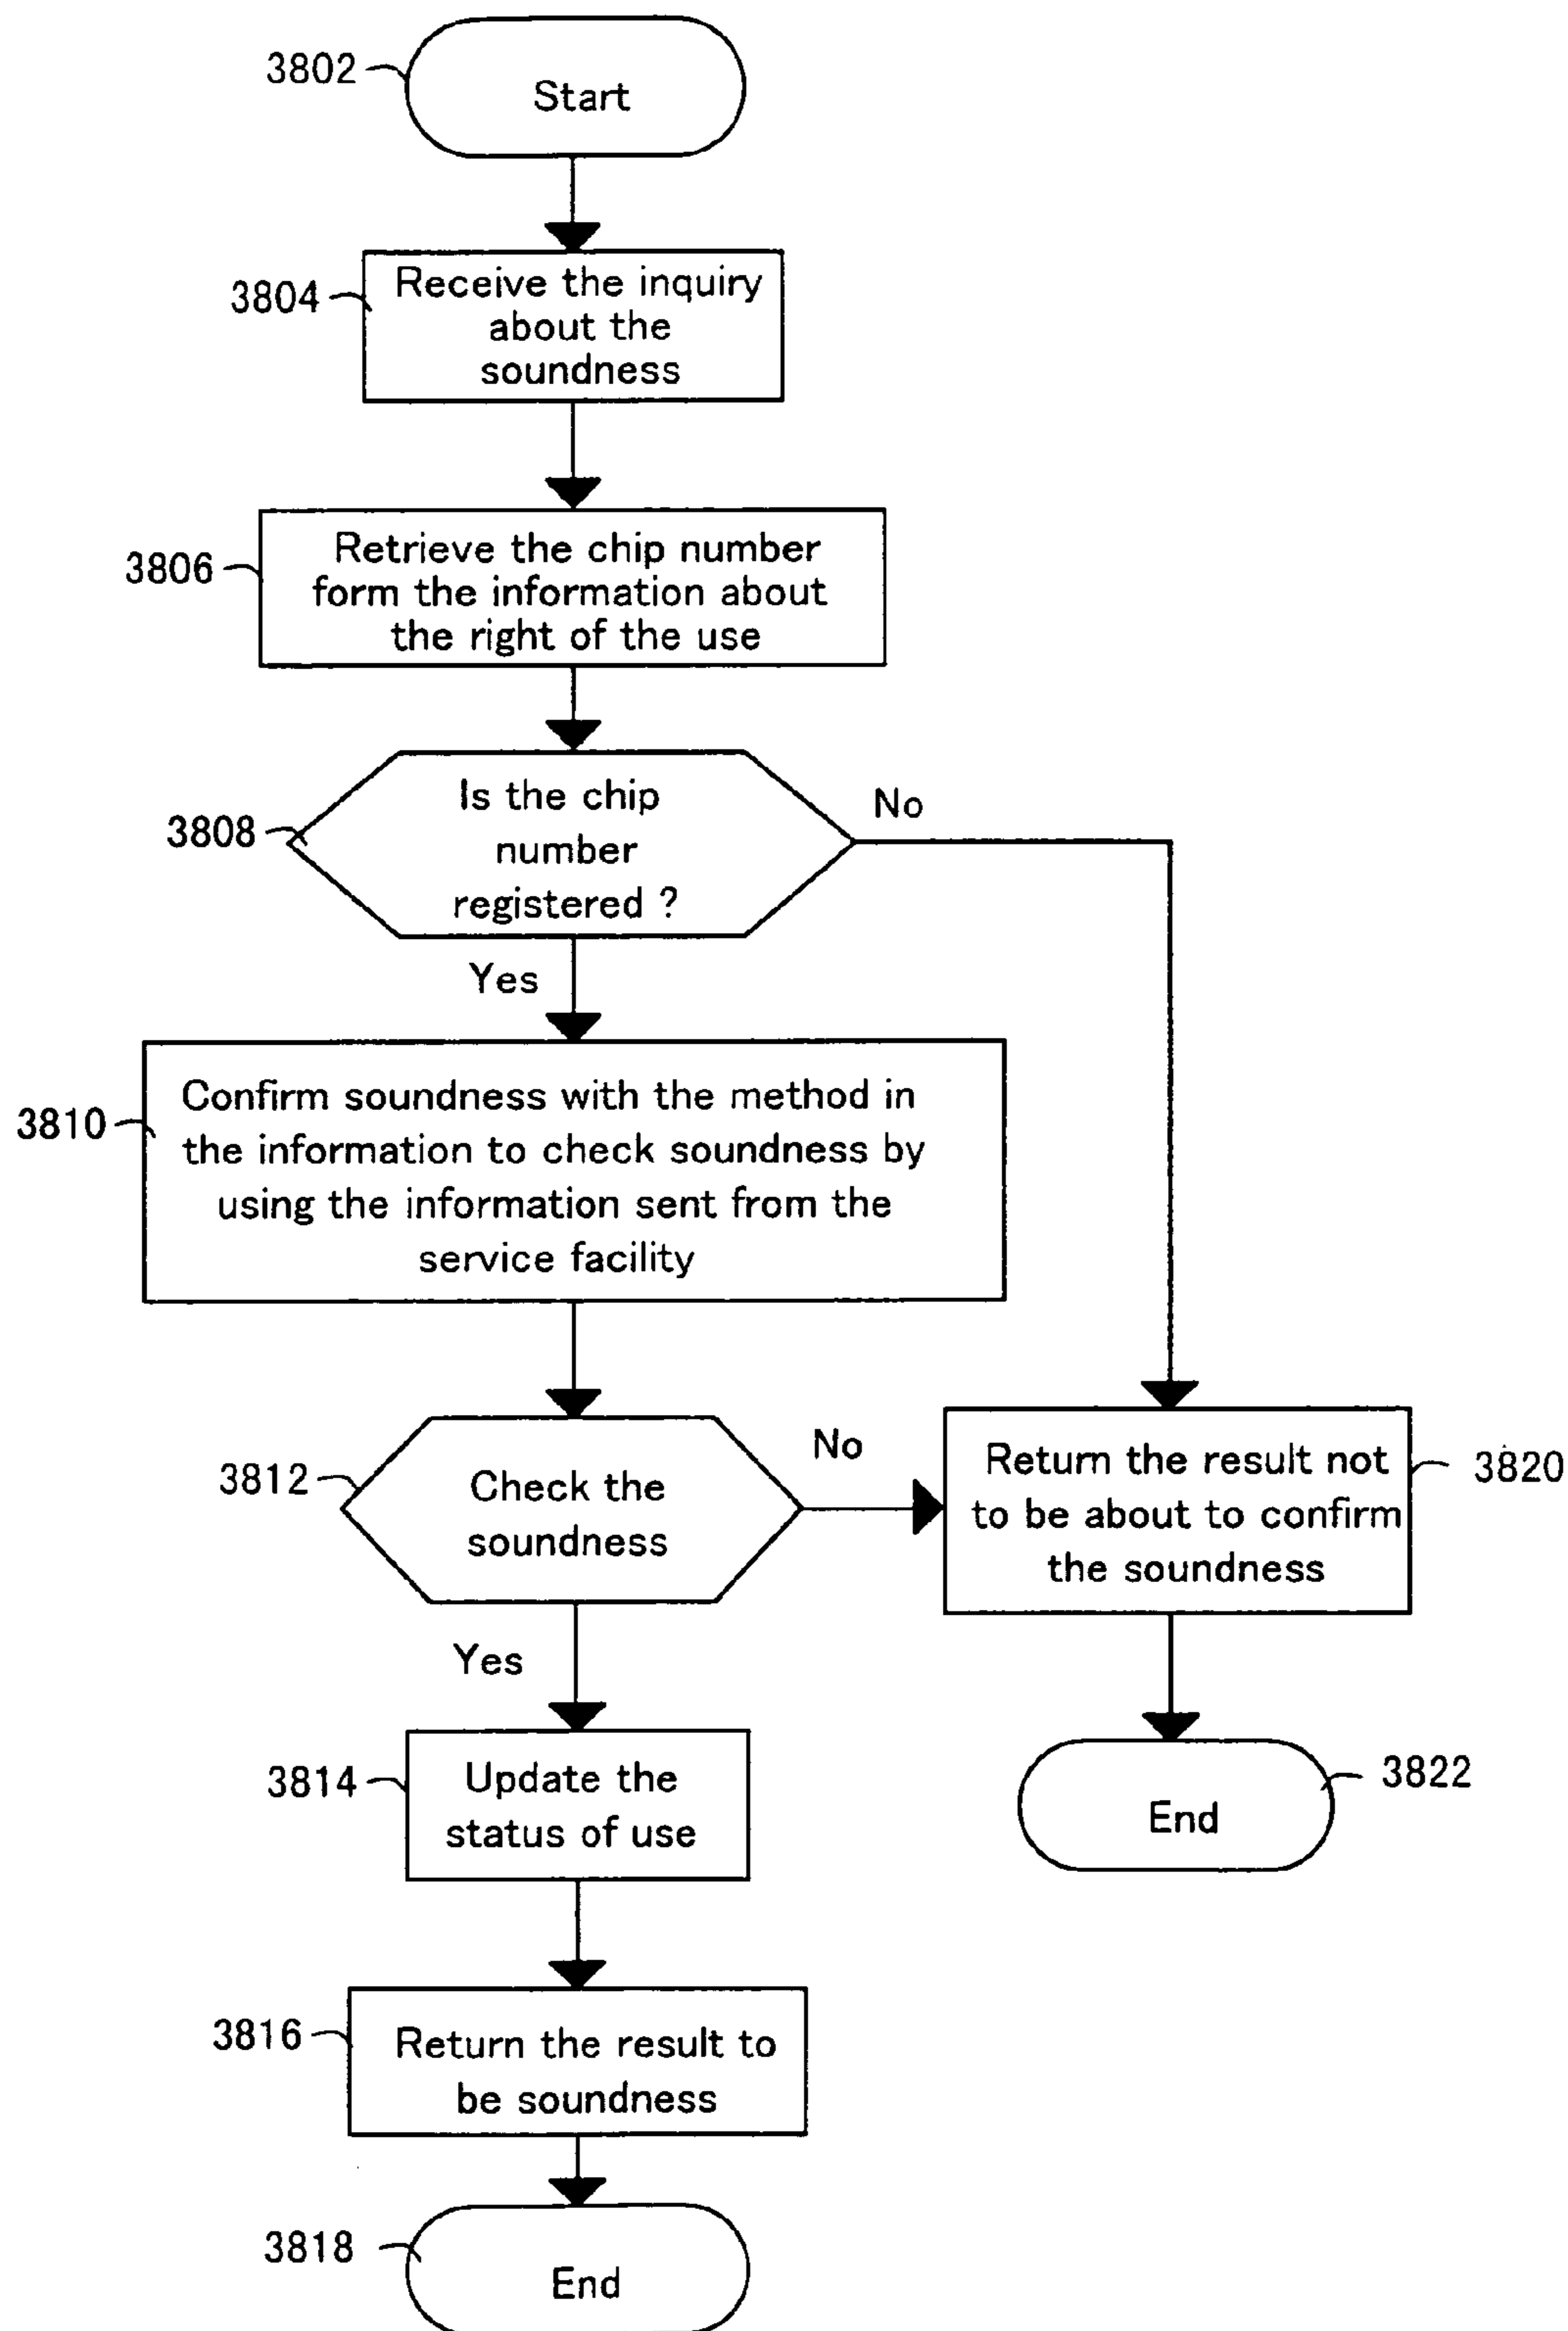 3802
Start
3804
Receive the inquiry
about the
soundness
3806
Retrieve the chip number
form the information about
the right of the use
3808
Is the chip
number
registered ?
No
Yes
3810
Confirm soundness with the method in
the information to check soundness by
using the information sent from the
service facility
3812
Check the
soundness
No
Yes
Return the result not
to be about to confirm
the soundness
3820
3814
Update the
status of use
End
3822
3816
Return the result to
be soundness
3818
End